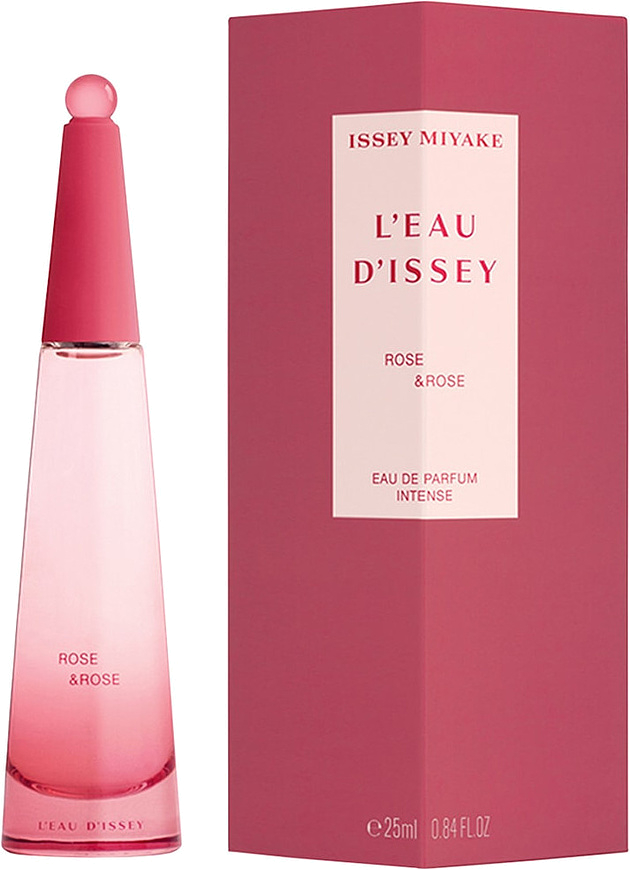 ISSEY MIYAKE
L'EAU
D'ISSEY
ROSE
&ROSE
EAU DE PARFUM
INTENSE
℮25ml 0.84 FL.OZ
ROSE
&ROSE
L'EAU D'ISSEY